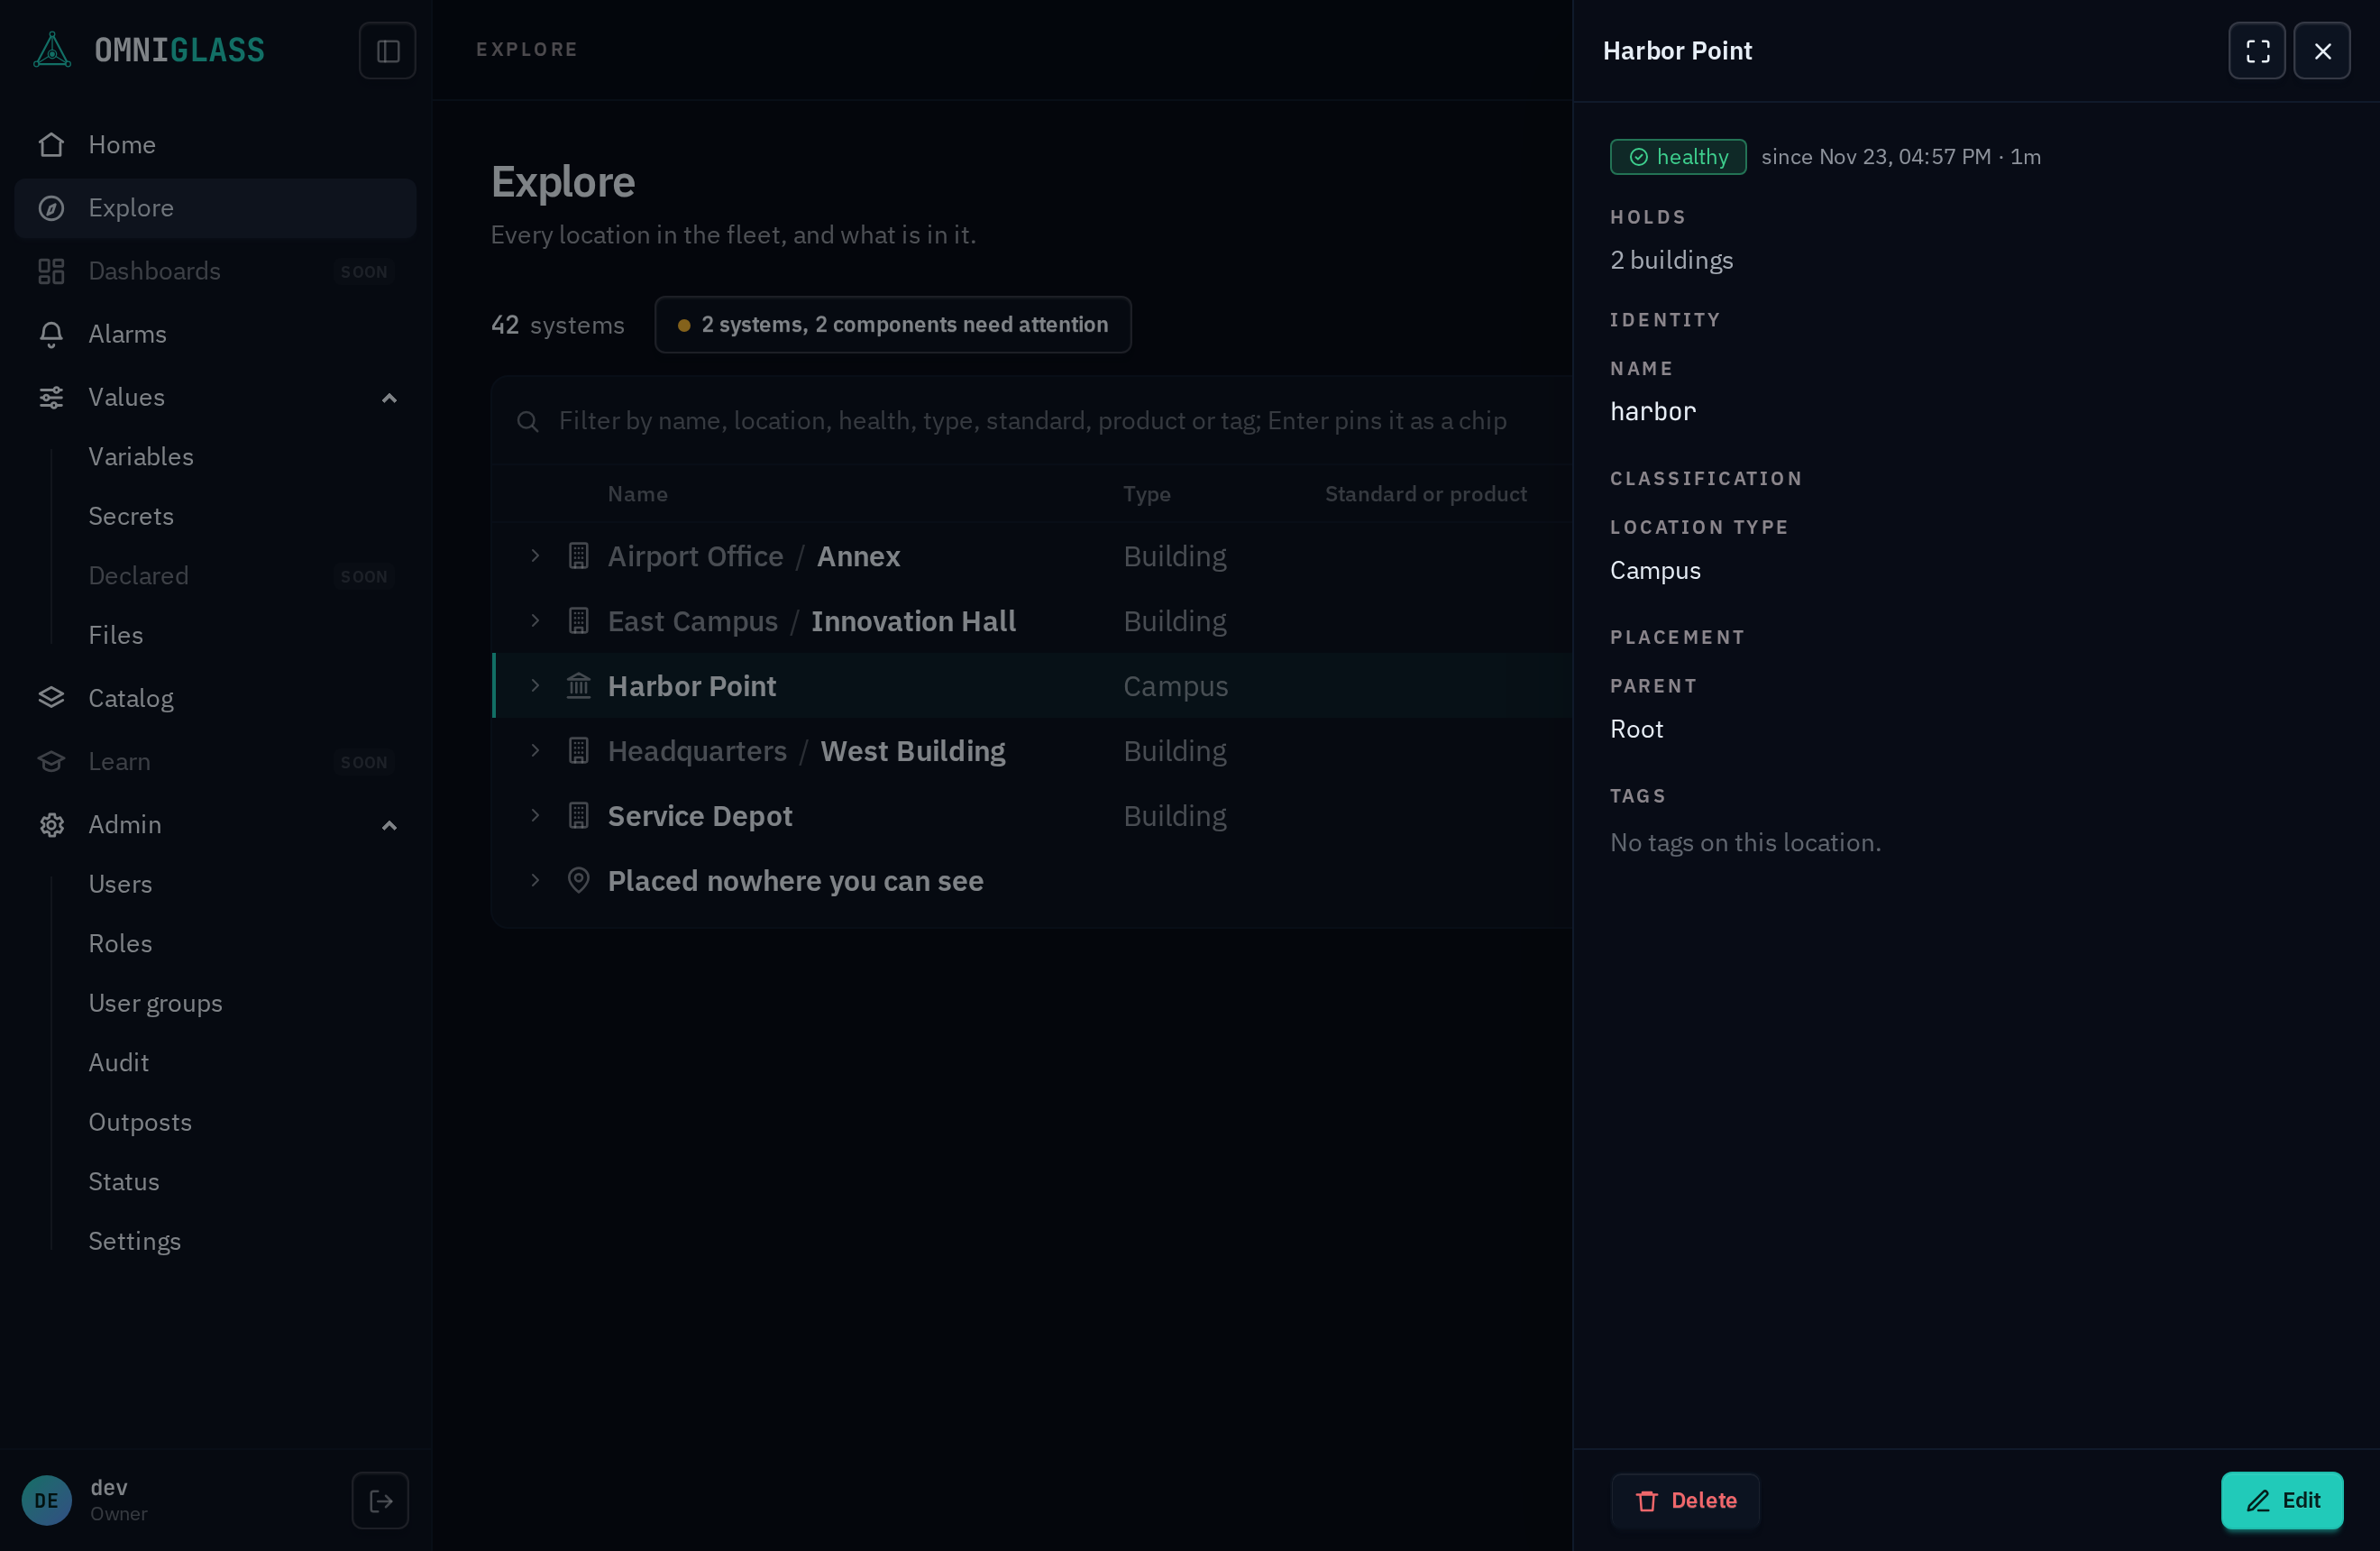 OMNIGLASS
Home
Explore
Dashboards SOON
Alarms
Values
Variables
Secrets
Declared SOON
Files
Catalog
Learn SOON
Admin
Users
Roles
User groups
Audit
Outposts
Status
Settings
DE
dev
Owner
EXPLORE
Explore
Every location in the fleet, and what is in it.
42 systems
2 systems, 2 components need attention
Filter by name, location, health, type, standard, product or tag; Enter pins it as a chip
Name Type Standard or product
Airport Office / Annex Building
East Campus / Innovation Hall Building
Harbor Point Campus
Headquarters / West Building Building
Service Depot Building
Placed nowhere you can see
Harbor Point
healthy since Nov 23, 04:57 PM · 1m
HOLDS
2 buildings
IDENTITY
NAME
harbor
CLASSIFICATION
LOCATION TYPE
Campus
PLACEMENT
PARENT
Root
TAGS
No tags on this location.
Delete
Edit